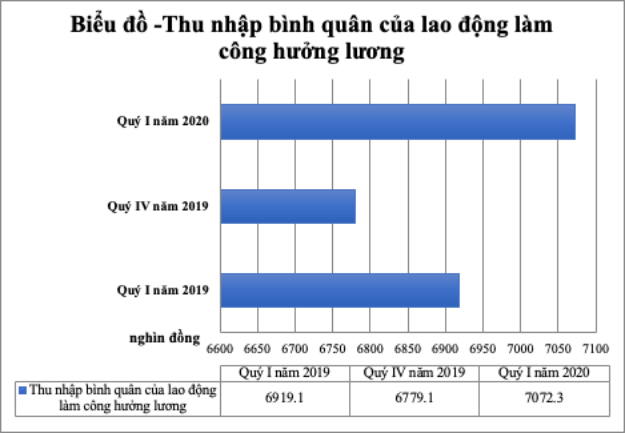 Biểu đồ -Thu nhập bình quân của lao động làm
công hưởng lương
Quý I năm 2020
Quý IV năm 2019
Quý I năm 2019
nghìn đồng
6600 6650 6700 6750 6800 6850 6900 6950 7000 7050 7100
Quý I năm 2019 Quý IV năm 2019 Quý I năm 2020
Thu nhập bình quân của lao động
làm công hưởng lương
6919.1 6779.1 7072.3